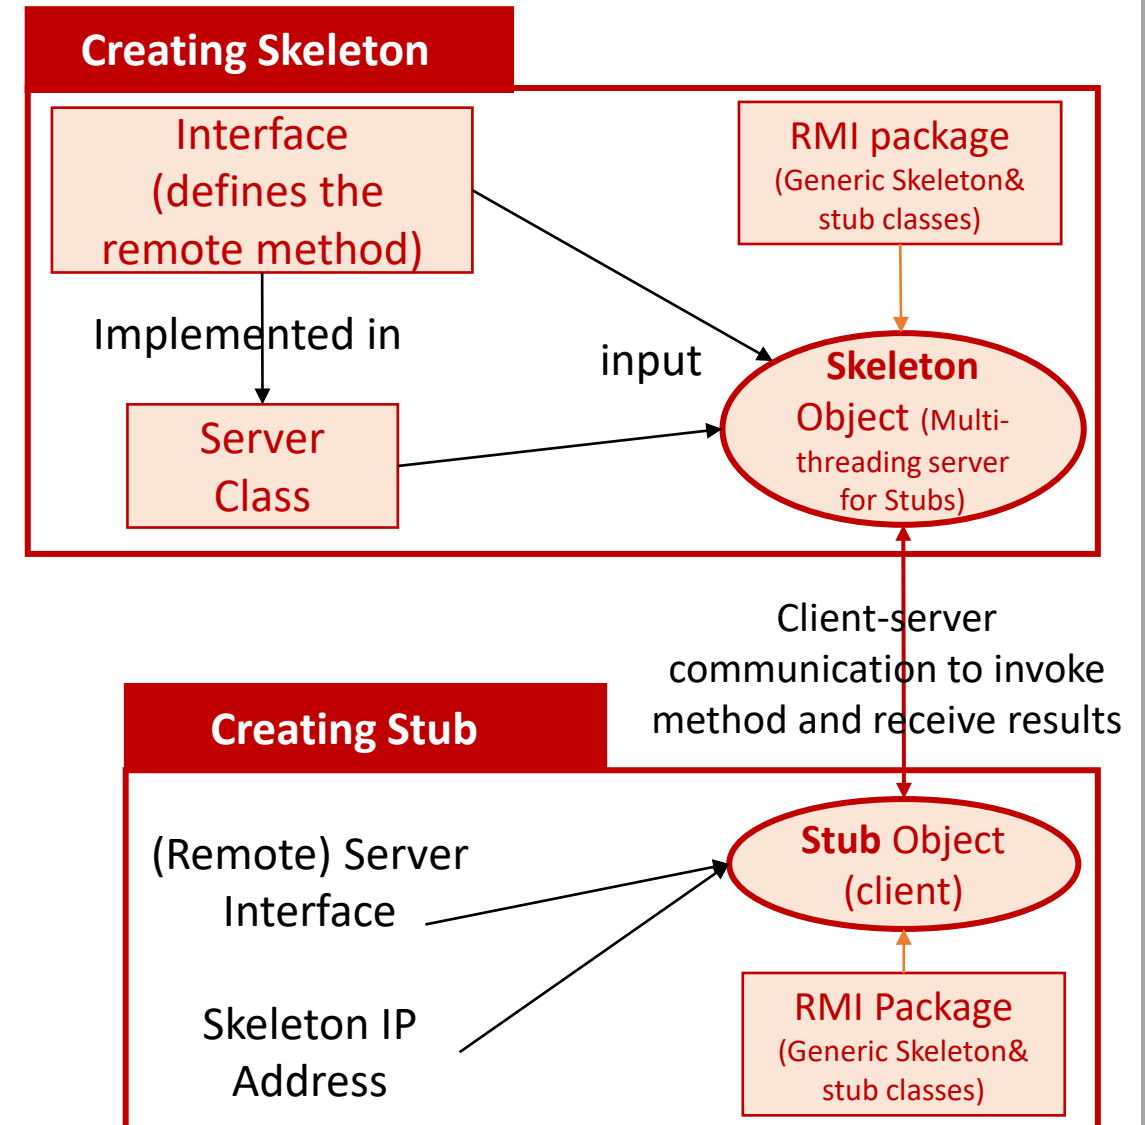 Creating Skeleton
Interface
(defines the
remote method)
RMI package
(Generic Skeleton&
stub classes)
Implemented in
input
Skeleton
Object (Multi-
threading server
for Stubs)
Server
Class
Client-server
communication to invoke
method and receive results
Creating Stub
(Remote) Server
Interface
Stub Object
(client)
Skeleton IP
Address
RMI Package
(Generic Skeleton&
stub classes)